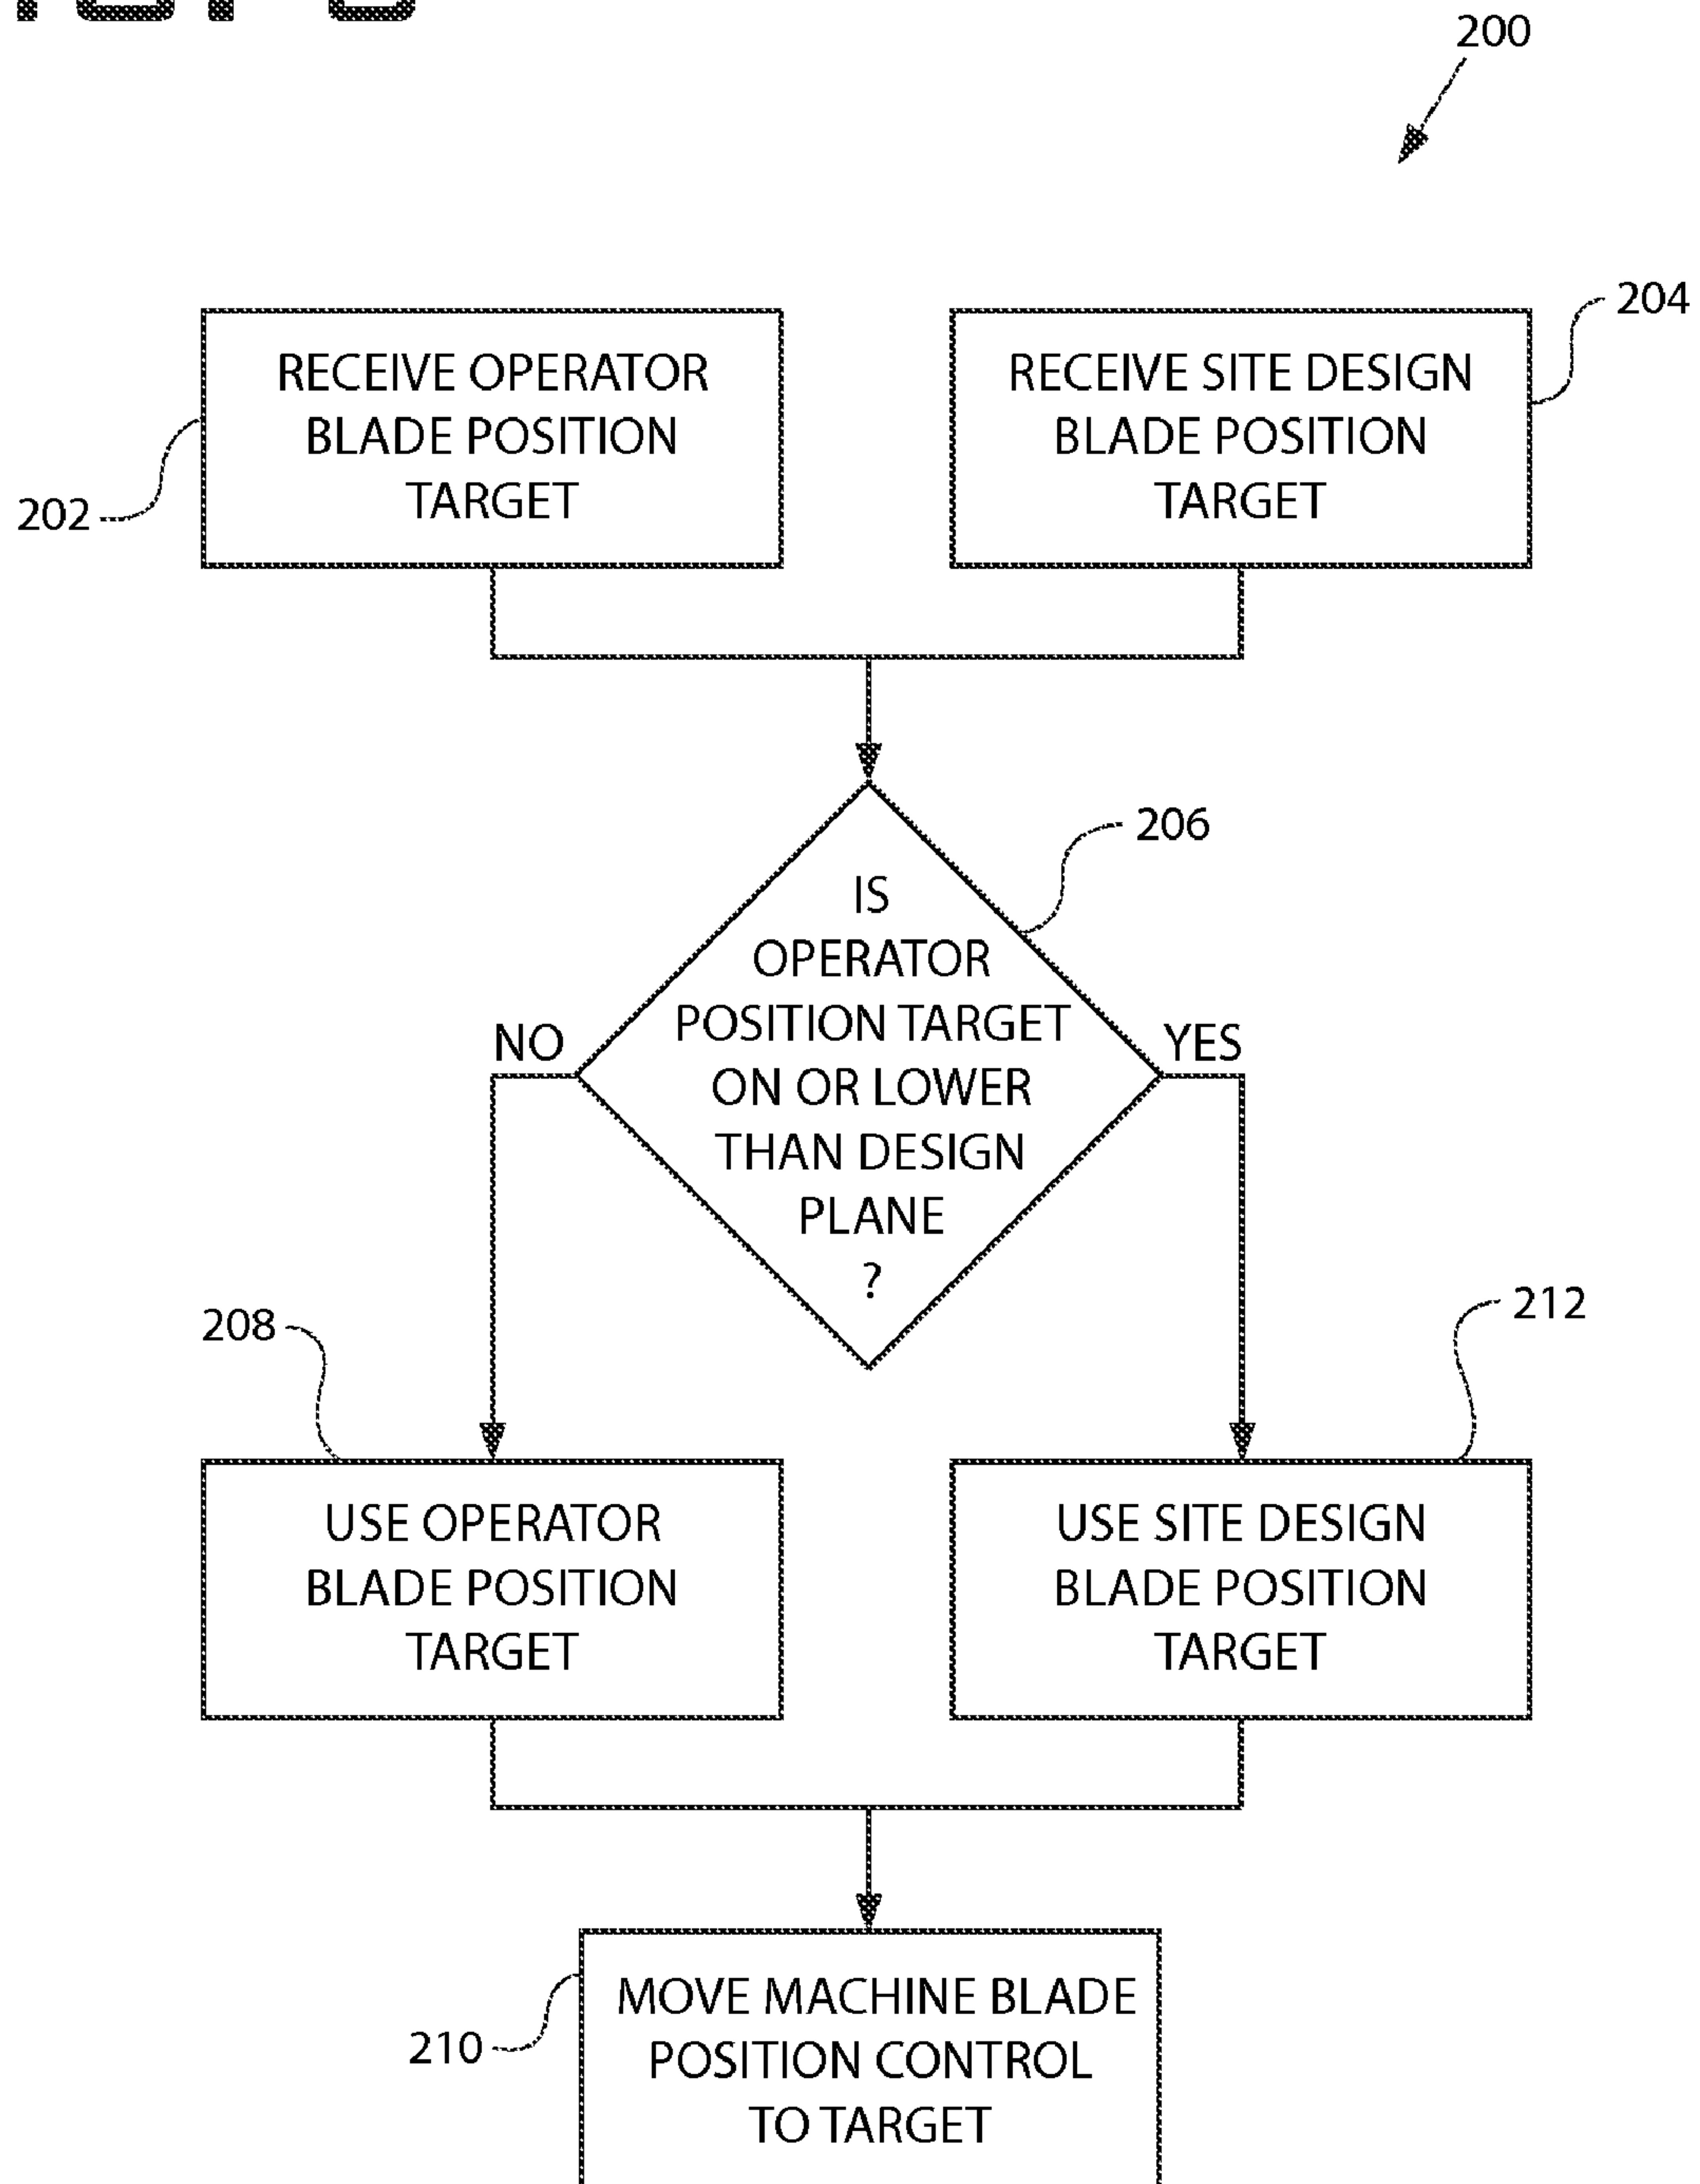 200
204
RECEIVE OPERATOR
BLADE POSITION
TARGET
RECEIVE SITE DESIGN
BLADE POSITION
TARGET
202
206
IS
OPERATOR
POSITION TARGET
ON OR LOWER
THAN DESIGN
PLANE
?
NO
YES
208
212
USE OPERATOR
BLADE POSITION
TARGET
USE SITE DESIGN
BLADE POSITION
TARGET
210
MOVE MACHINE BLADE
POSITION CONTROL
TO TARGET